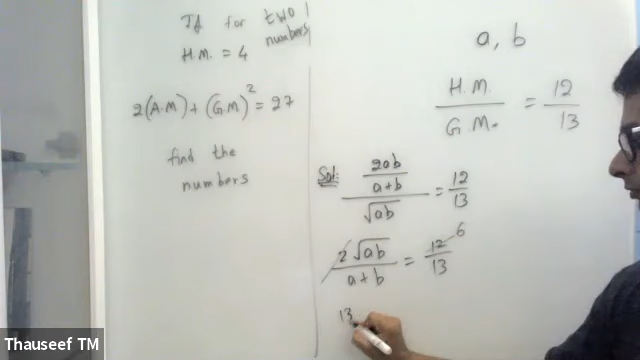 If for two
numbers
H.M. = 4
2(A.M) + (G.M)² = 27
find the
numbers
a, b
H.M. / G.M. = 12 / 13
Sol: (2ab / (a+b)) / √ab = 12 / 13
2√ab / (a+b) = 12 6 / 13
13
Thauseef TM